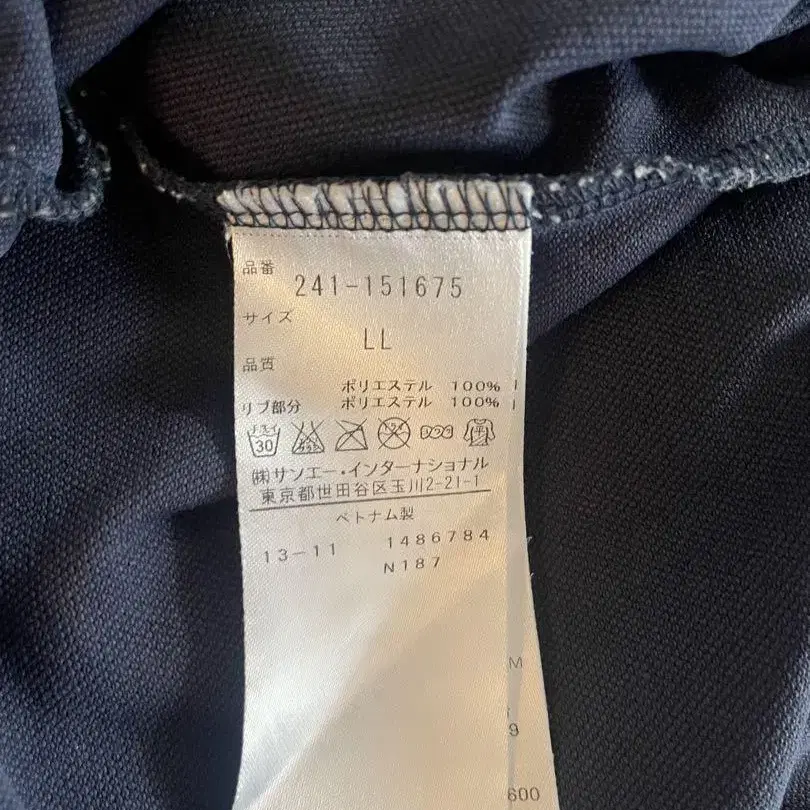 品番
241-151675
サイズ
LL
品質
ポリエステル 100%
リブ部分 ポリエステル 100%
30
㈱サンエー・インターナショナル
東京都世田谷区玉川2-21-1
ベトナム製
13-11 1486784
N187
M
9
600